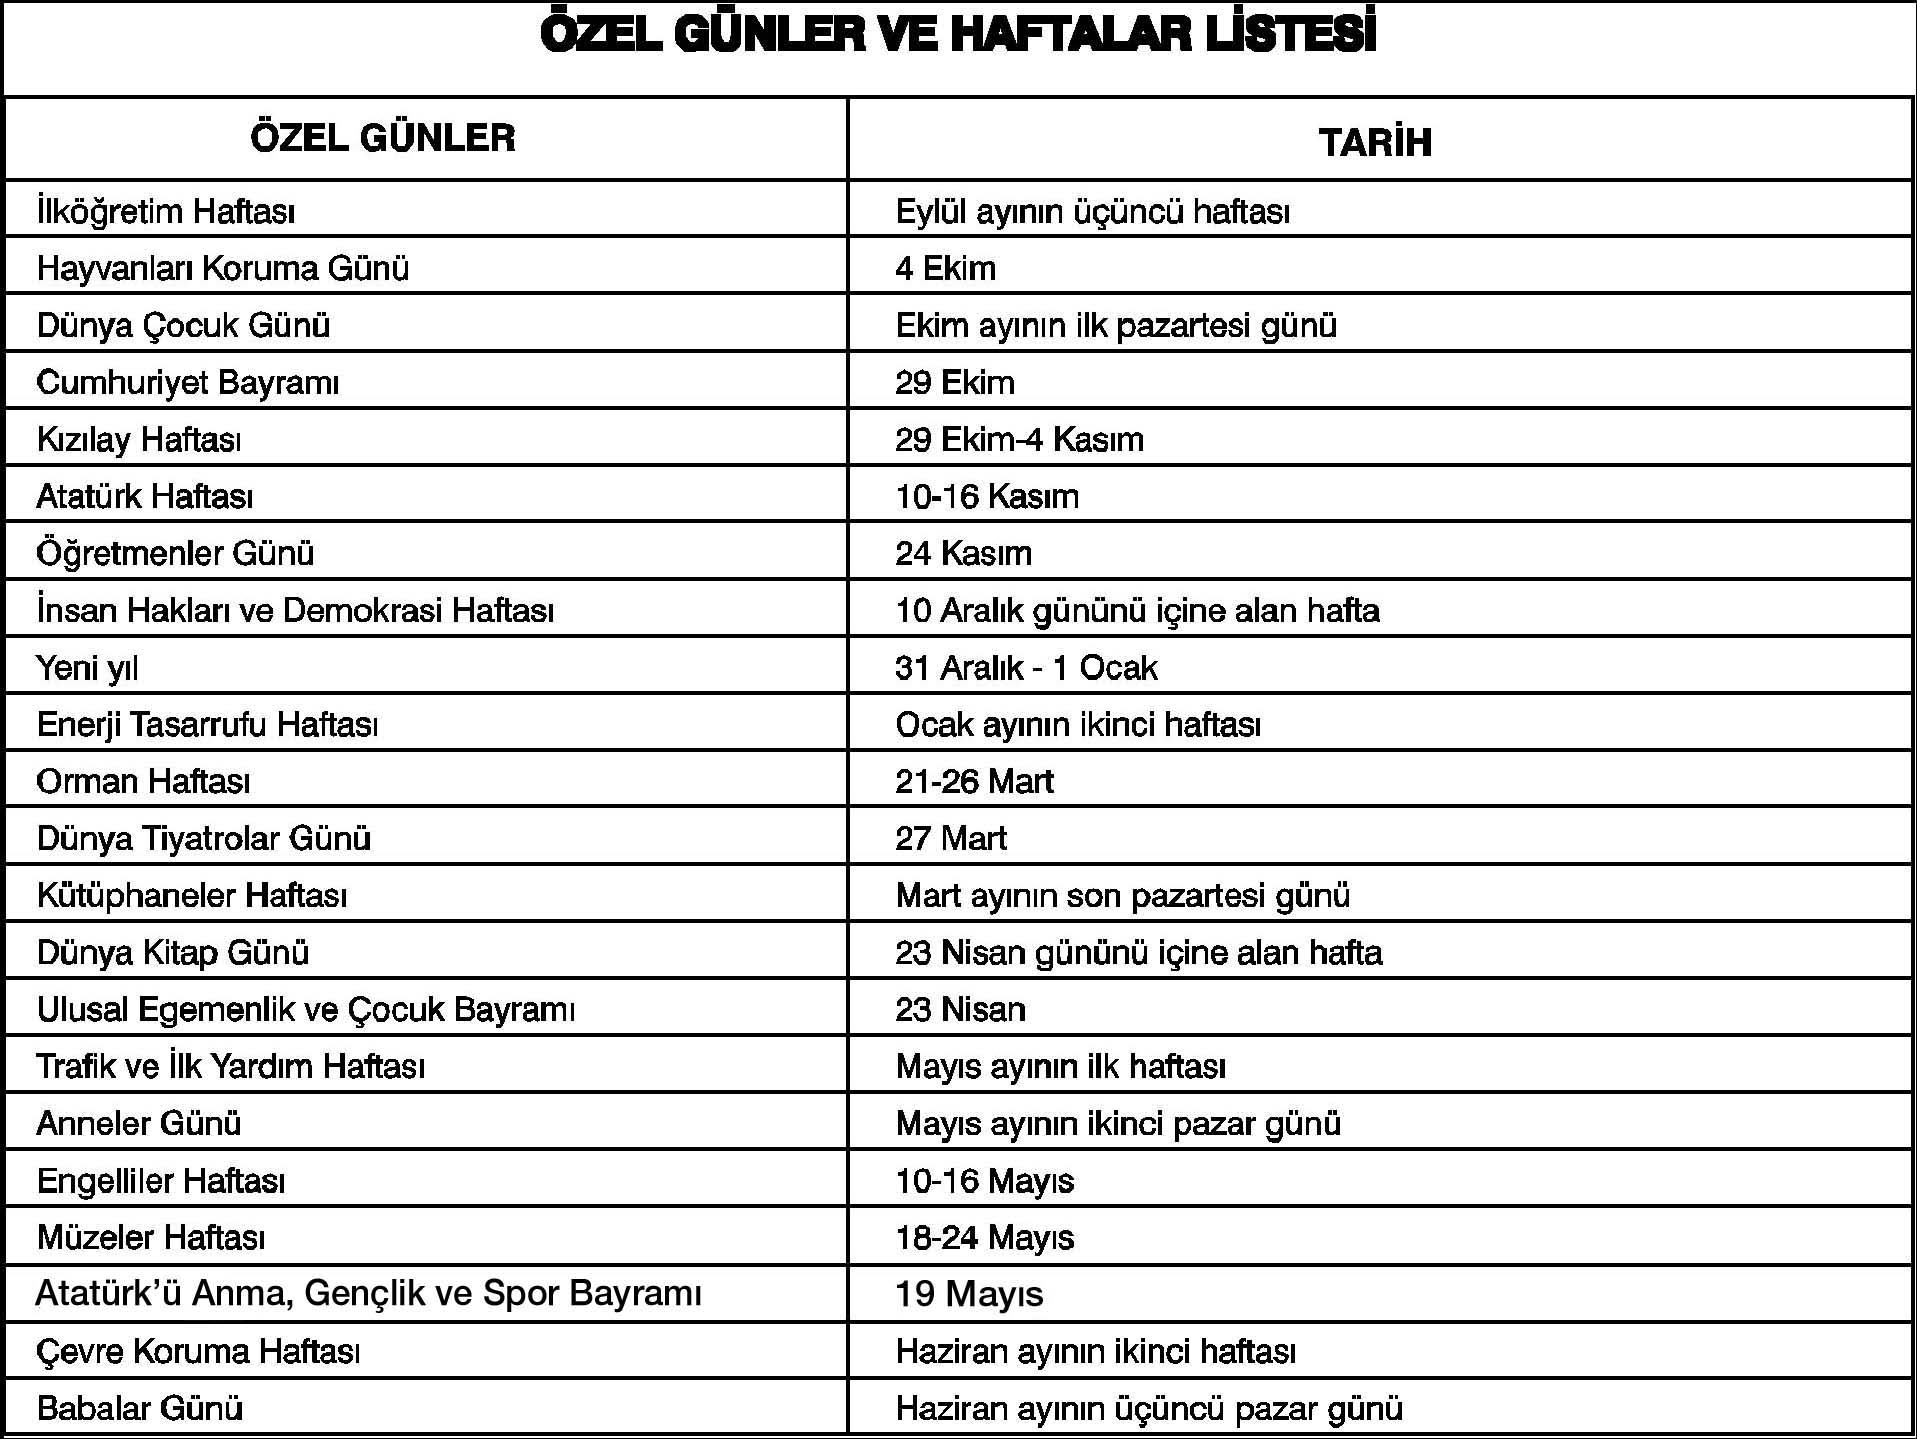 ÖZEL GÜNLER VE HAFTALAR LİSTESİ
ÖZEL GÜNLER TARİH
İlköğretim Haftası Eylül ayının üçüncü haftası
Hayvanları Koruma Günü 4 Ekim
Dünya Çocuk Günü Ekim ayının ilk pazartesi günü
Cumhuriyet Bayramı 29 Ekim
Kızılay Haftası 29 Ekim-4 Kasım
Atatürk Haftası 10-16 Kasım
Öğretmenler Günü 24 Kasım
İnsan Hakları ve Demokrasi Haftası 10 Aralık gününü içine alan hafta
Yeni yıl 31 Aralık - 1 Ocak
Enerji Tasarrufu Haftası Ocak ayının ikinci haftası
Orman Haftası 21-26 Mart
Dünya Tiyatrolar Günü 27 Mart
Kütüphaneler Haftası Mart ayının son pazartesi günü
Dünya Kitap Günü 23 Nisan gününü içine alan hafta
Ulusal Egemenlik ve Çocuk Bayramı 23 Nisan
Trafik ve İlk Yardım Haftası Mayıs ayının ilk haftası
Anneler Günü Mayıs ayının ikinci pazar günü
Engelliler Haftası 10-16 Mayıs
Müzeler Haftası 18-24 Mayıs
Atatürk’ü Anma, Gençlik ve Spor Bayramı 19 Mayıs
Çevre Koruma Haftası Haziran ayının ikinci haftası
Babalar Günü Haziran ayının üçüncü pazar günü